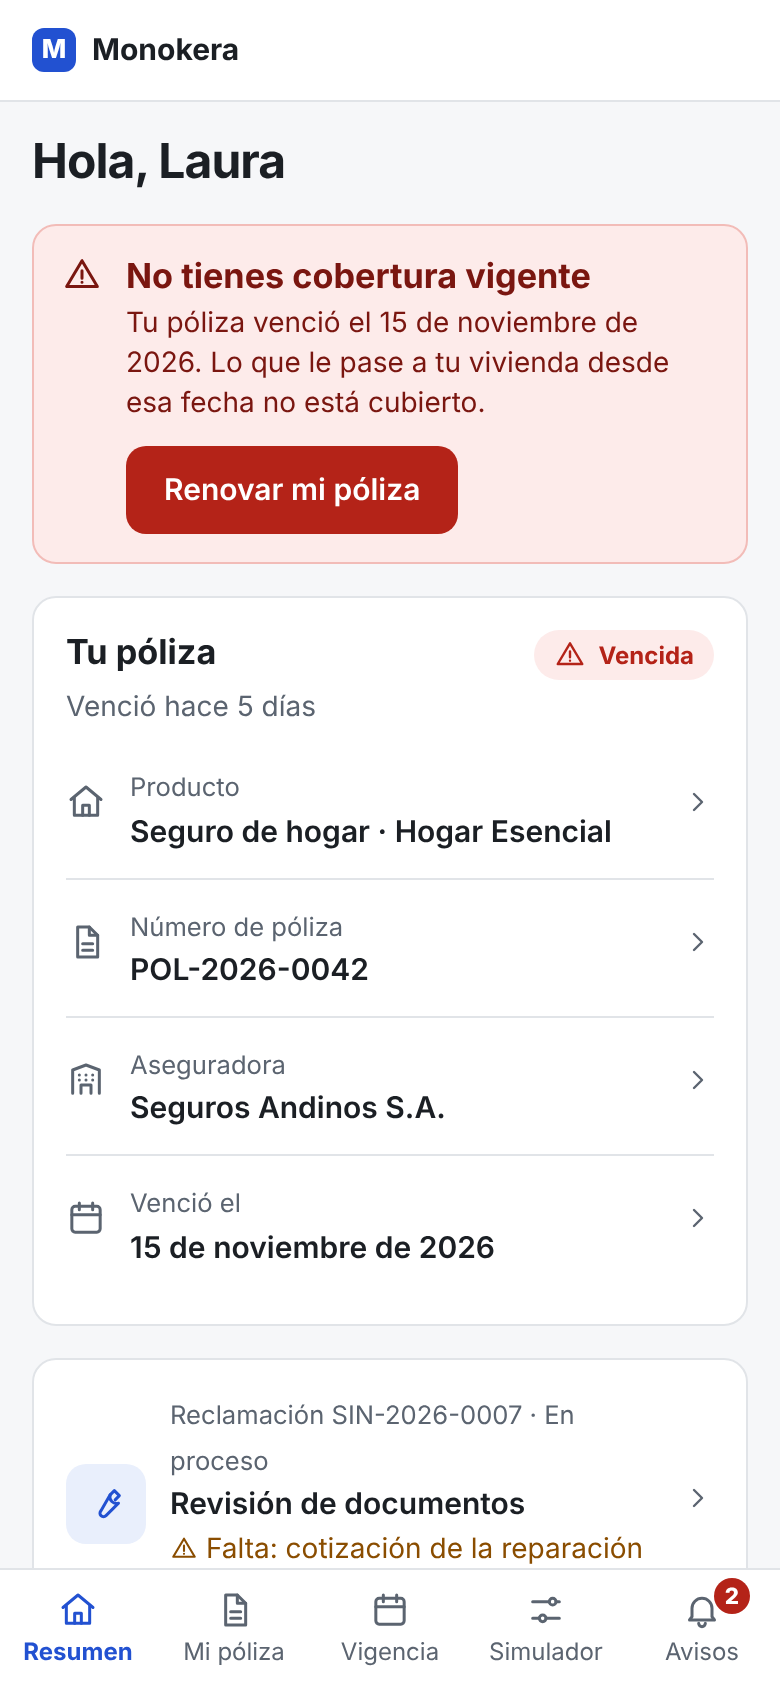 M Monokera
Hola, Laura
No tienes cobertura vigente
Tu póliza venció el 15 de noviembre de
2026. Lo que le pase a tu vivienda desde
esa fecha no está cubierto.
Renovar mi póliza
Tu póliza
Vencida
Venció hace 5 días
Producto
Seguro de hogar · Hogar Esencial
Número de póliza
POL-2026-0042
Aseguradora
Seguros Andinos S.A.
Venció el
15 de noviembre de 2026
Reclamación SIN-2026-0007 · En
proceso
Revisión de documentos
Falta: cotización de la reparación
2
Resumen
Mi póliza
Vigencia
Simulador
Avisos